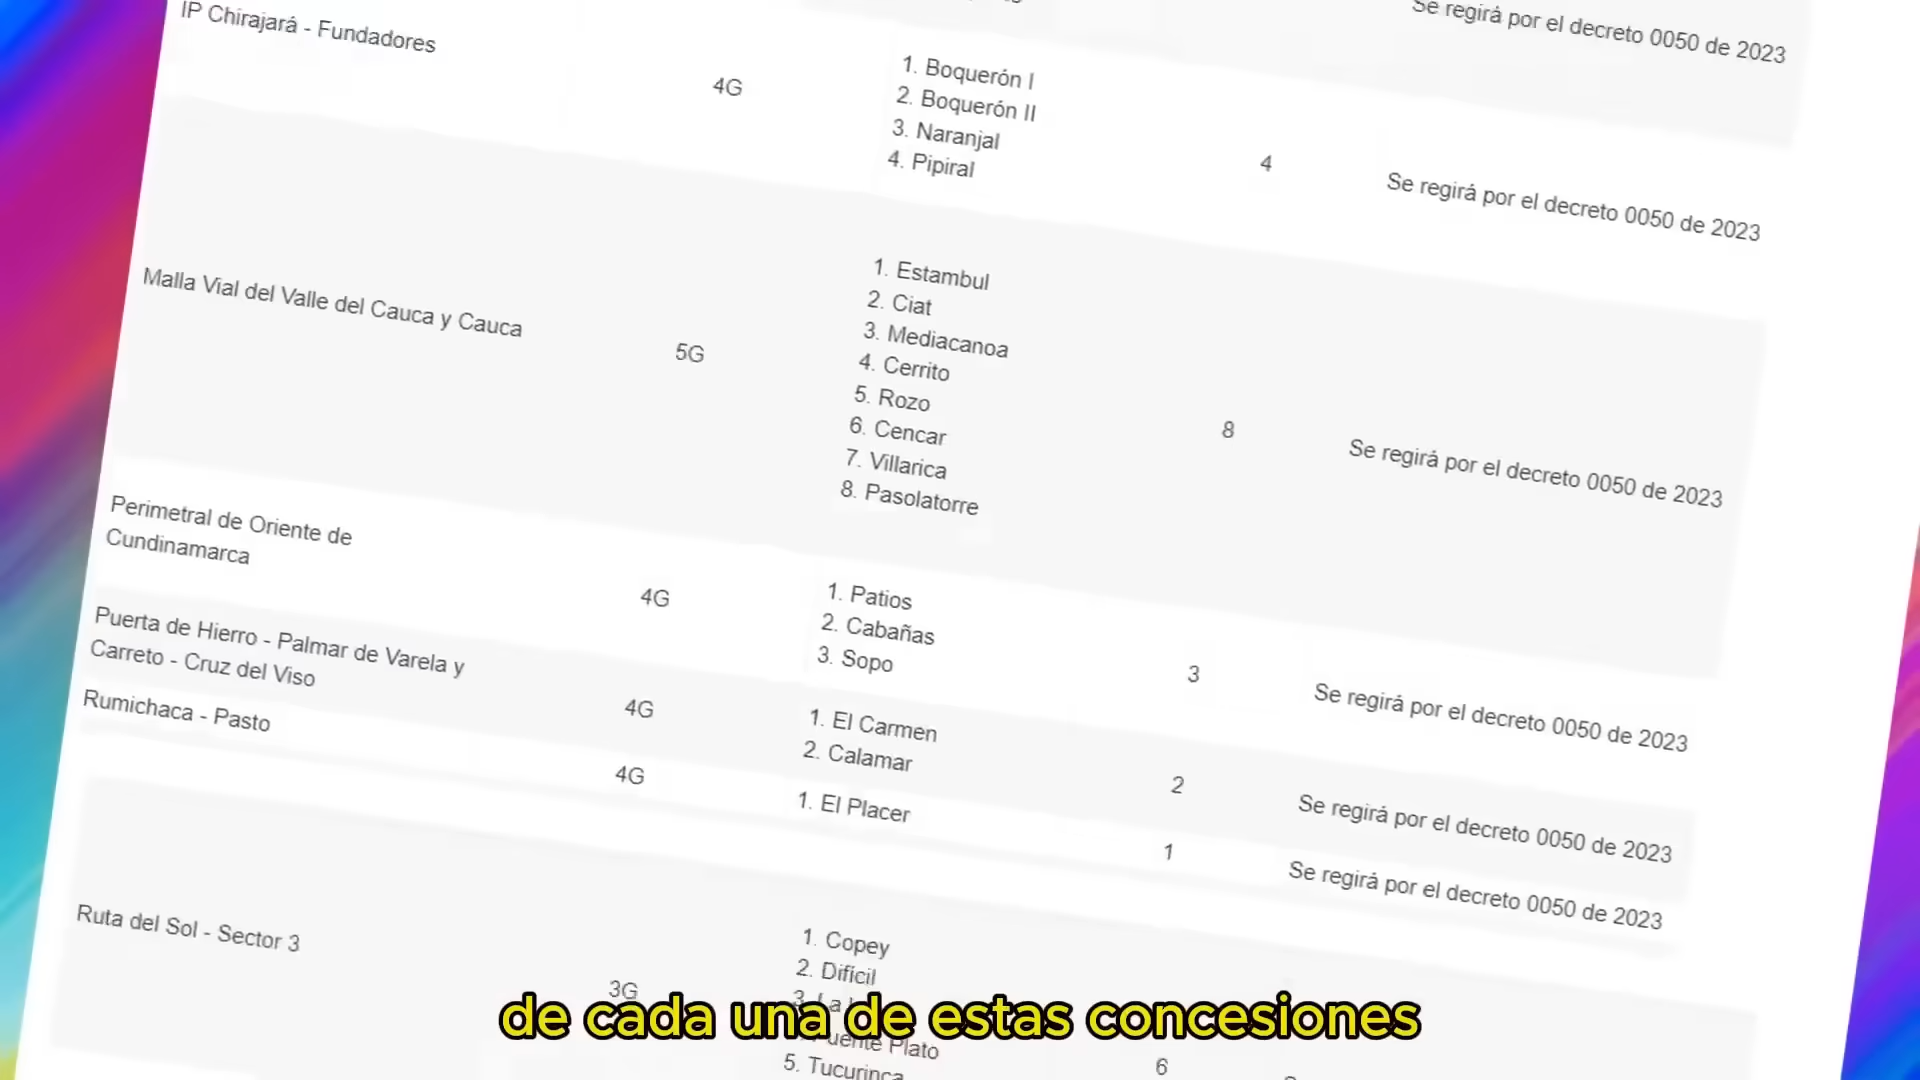 Se regirá por el decreto 0050 de 2023
IP Chirajará - Fundadores
4G
1. Boquerón I
2. Boquerón II
3. Naranjal
4. Pipiral
4
Se regirá por el decreto 0050 de 2023
Malla Vial del Valle del Cauca y Cauca
5G
1. Estambul
2. Ciat
3. Mediacanoa
4. Cerrito
5. Rozo
6. Cencar
7. Villarica
8. Pasolatorre
8
Se regirá por el decreto 0050 de 2023
Perimetral de Oriente de
Cundinamarca
4G
1. Patios
2. Cabañas
3. Sopo
3
Se regirá por el decreto 0050 de 2023
Puerta de Hierro - Palmar de Varela y
Carreto - Cruz del Viso
4G
1. El Carmen
2. Calamar
2
Se regirá por el decreto 0050 de 2023
Rumichaca - Pasto
4G
1. El Placer
1
Se regirá por el decreto 0050 de 2023
Ruta del Sol - Sector 3
3G
1. Copey
2. Difícil
3. La
Puente Plato
5. Tucurinca
6
de cada una de estas concesiones